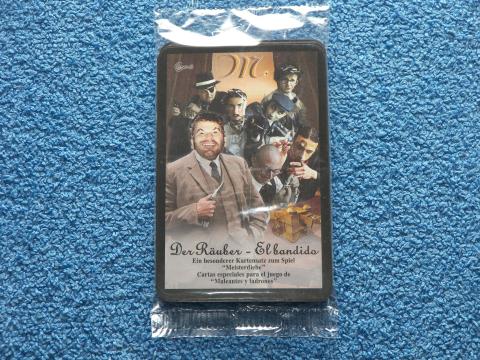 M.
Der Räuber - El bandido
Ein besonderer Kartensatz zum Spiel
"Meisterdiebe"
Cartas especiales para el juego de
"Maleantes y ladrones"